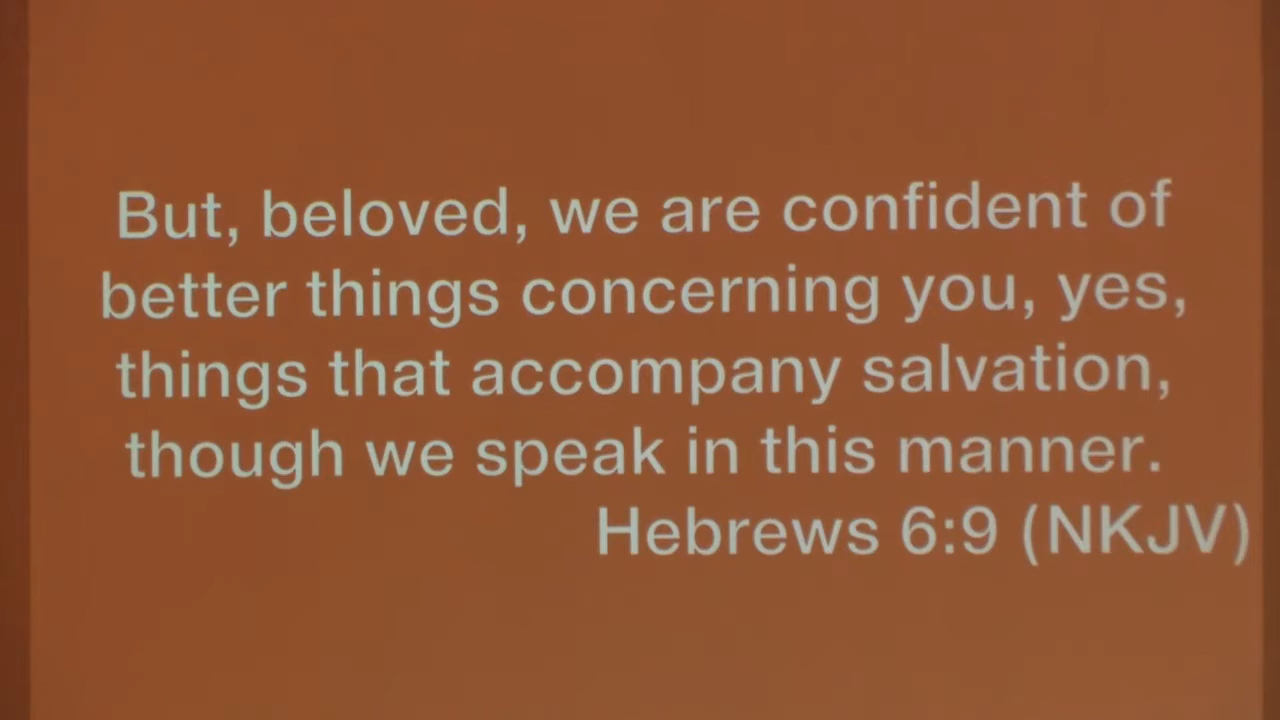 But, beloved, we are confident of
better things concerning you, yes,
things that accompany salvation,
though we speak in this manner.
Hebrews 6:9 (NKJV)